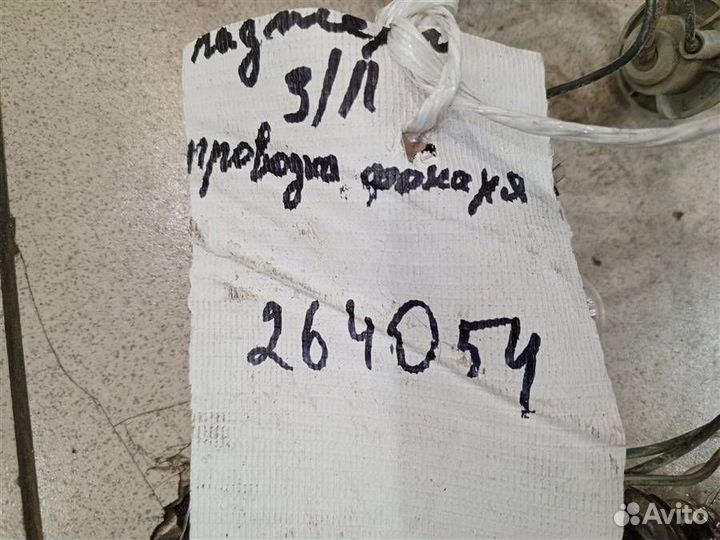 З/Л
проводка фонаря
264054
Avito